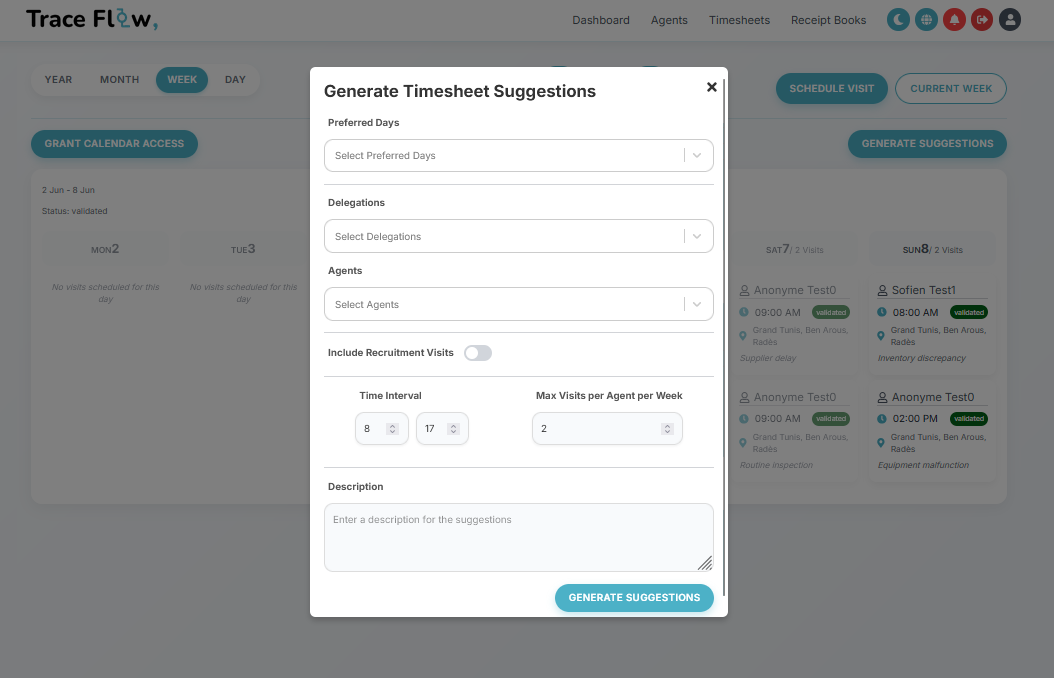 Trace Flow,
Dashboard Agents Timesheets Receipt Books
YEAR MONTH WEEK DAY
SCHEDULE VISIT CURRENT WEEK
GRANT CALENDAR ACCESS
GENERATE SUGGESTIONS
2 Jun - 8 Jun
Status: validated
MON2
No visits scheduled for this
day
TUE3
No visits scheduled for this
day
Generate Timesheet Suggestions
Preferred Days
Select Preferred Days
Delegations
Select Delegations
Agents
Select Agents
Include Recruitment Visits
Time Interval
8 17
Max Visits per Agent per Week
2
Description
Enter a description for the suggestions
GENERATE SUGGESTIONS
SAT7/ 2 Visits
Anonyme Test0
09:00 AM validated
Grand Tunis, Ben Arous,
Radès
Supplier delay
Anonyme Test0
09:00 AM validated
Grand Tunis, Ben Arous,
Radès
Routine inspection
SUN8/ 2 Visits
Sofien Test1
08:00 AM validated
Grand Tunis, Ben Arous,
Radès
Inventory discrepancy
Anonyme Test0
02:00 PM validated
Grand Tunis, Ben Arous,
Radès
Equipment malfunction